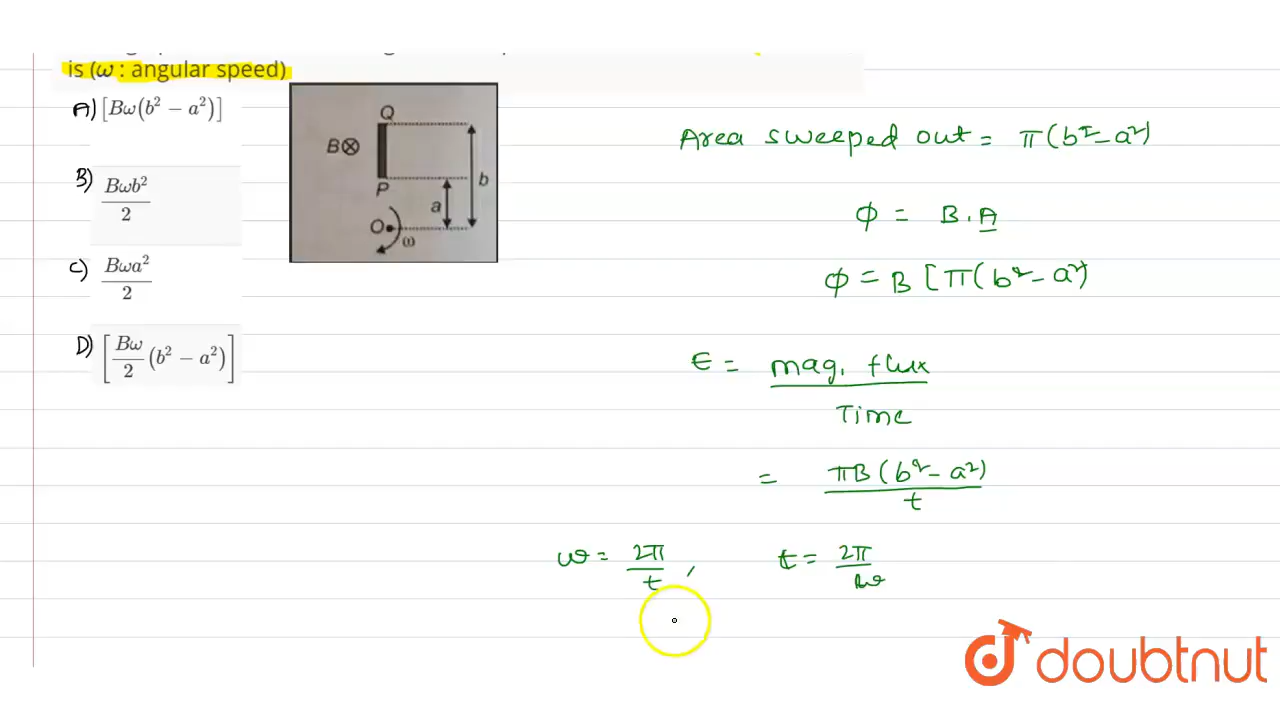 is (ω : angular speed)
A) [Bω(b² − a²)]
B) Bωb²
2
C) Bωa²
2
D) [Bω/2 (b² − a²)]
Q
B⊗
P
b
a
O
ω
Area sweeped out = π(b² − a²)
ϕ = B . A
ϕ = B [π(b² − a²)
E = mag. flux
Time
= πB(b² − a²)
t
w = 2π/t , t = 2π/w
doubtnut